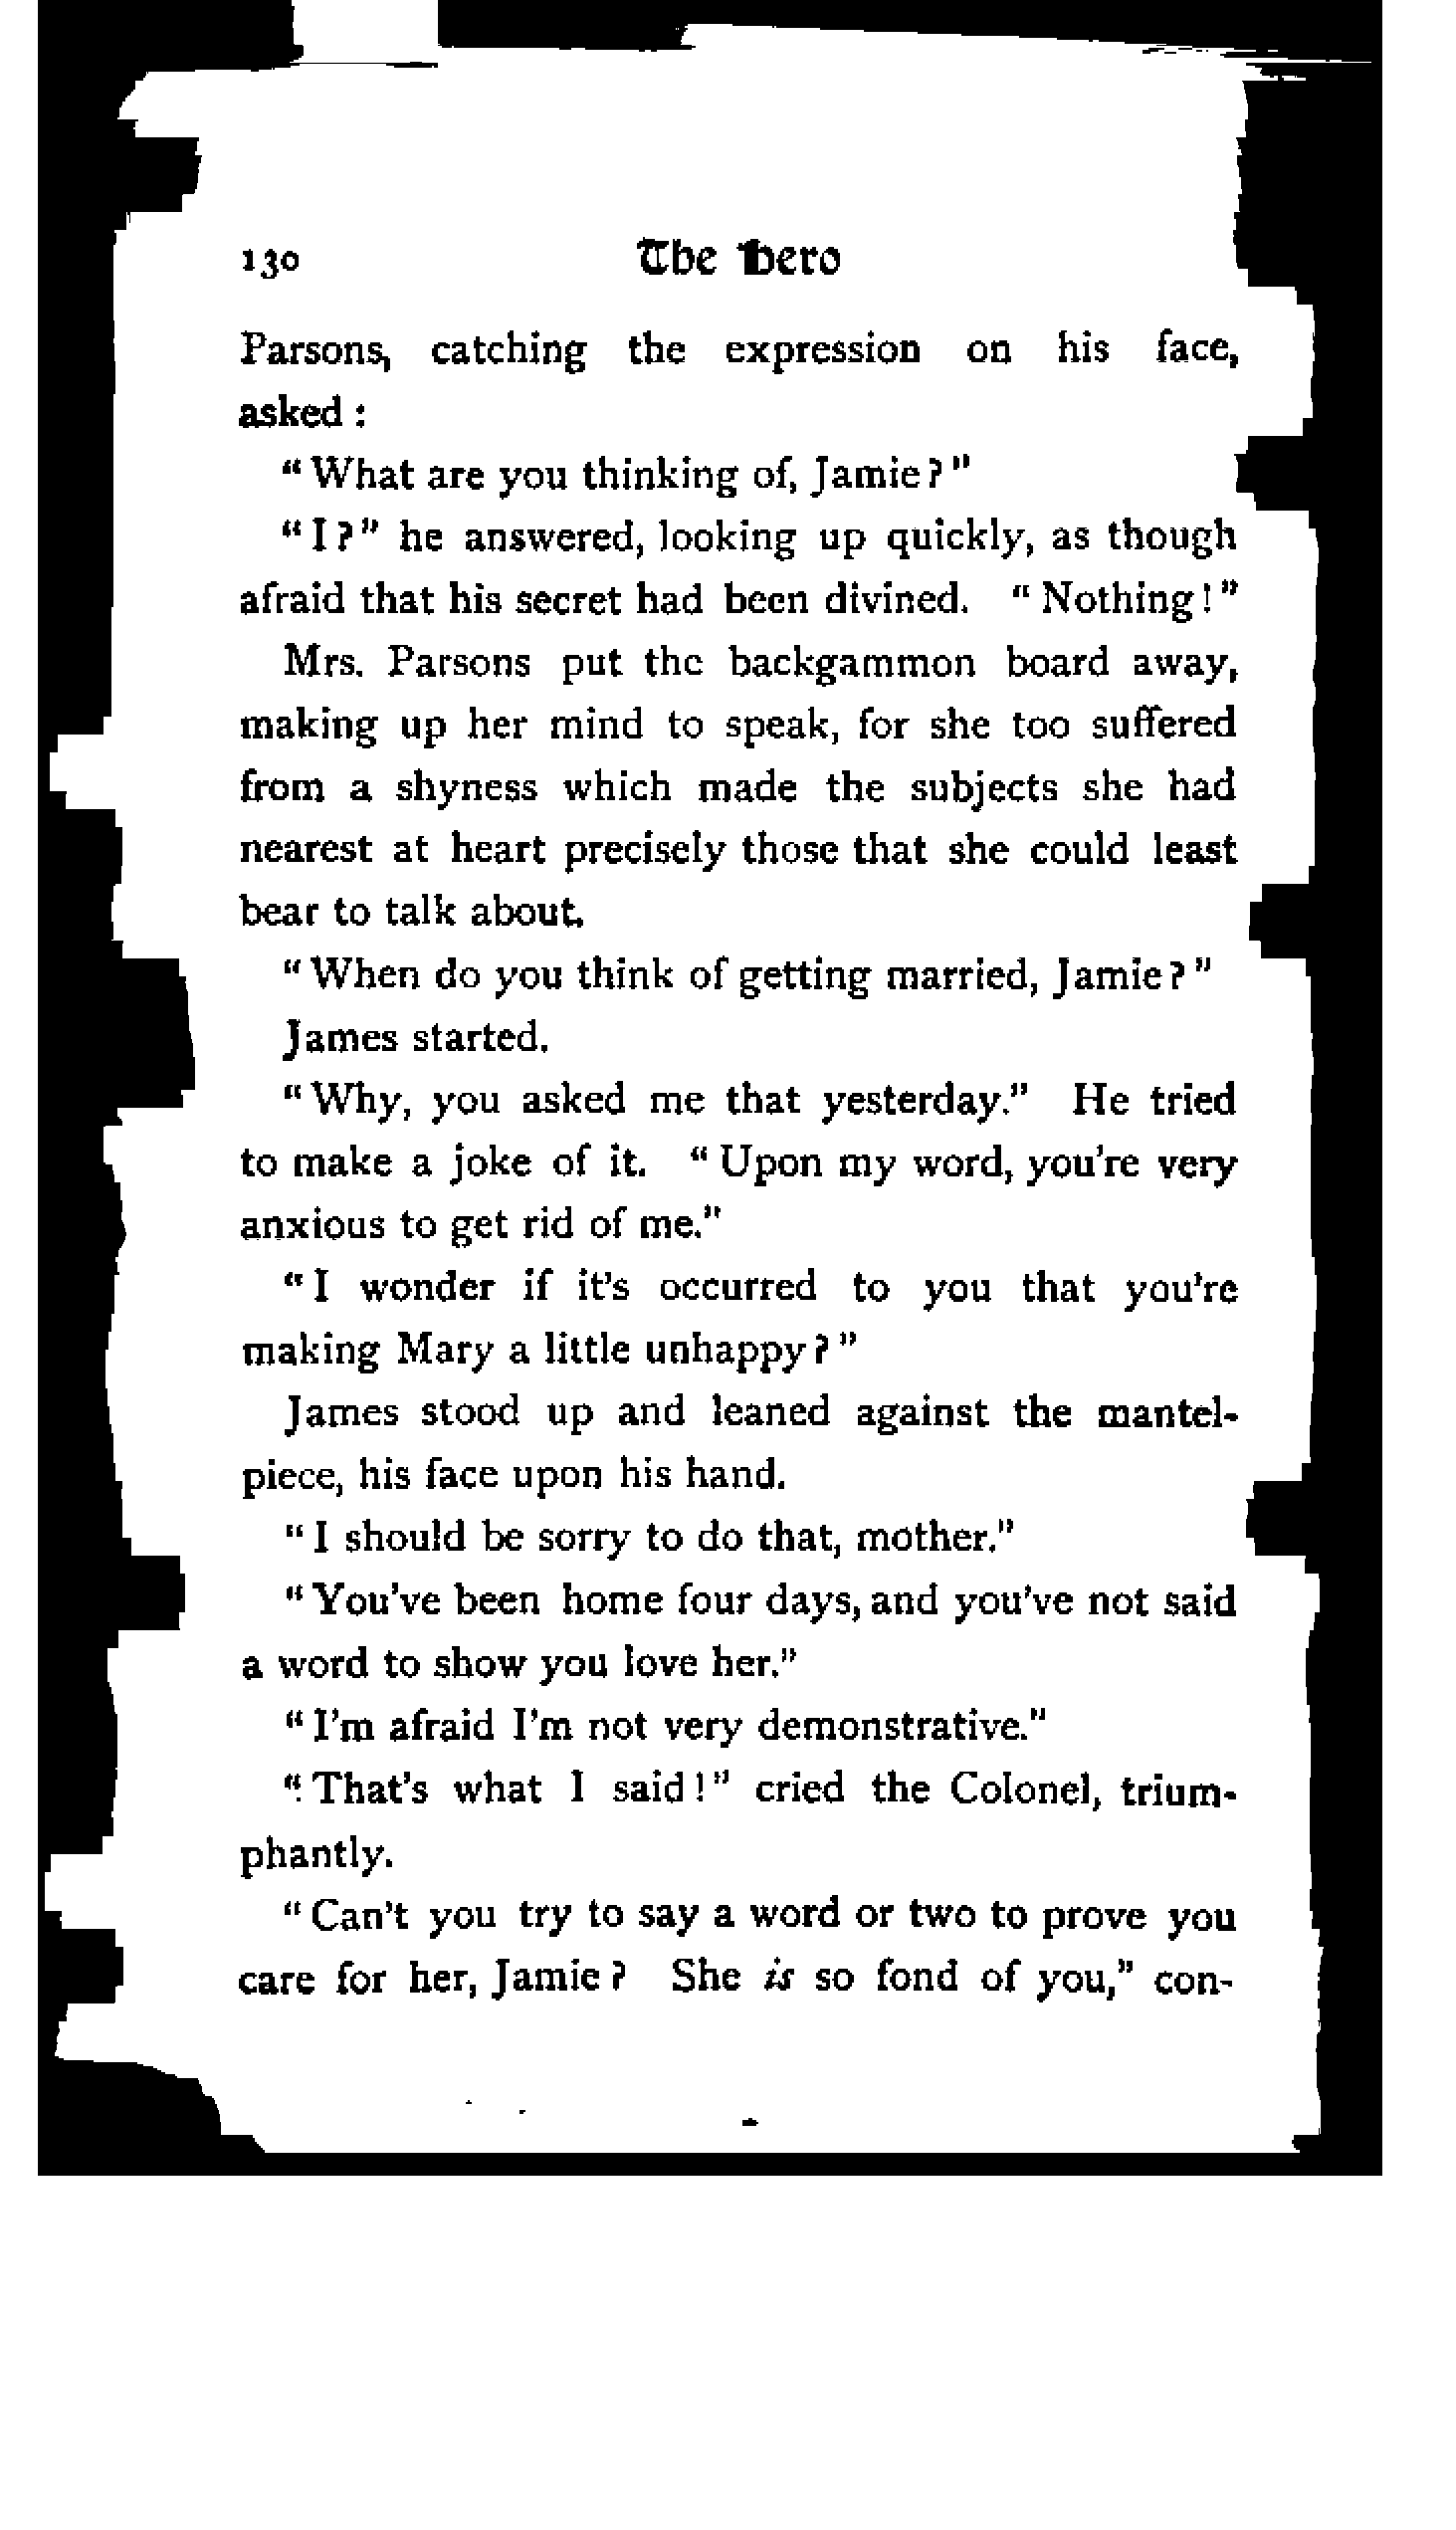 130 The Hero
Parsons, catching the expression on his face,
asked :
“What are you thinking of, Jamie?”
“I?” he answered, looking up quickly, as though
afraid that his secret had been divined. “Nothing!”
Mrs. Parsons put the backgammon board away,
making up her mind to speak, for she too suffered
from a shyness which made the subjects she had
nearest at heart precisely those that she could least
bear to talk about.
“When do you think of getting married, Jamie?”
James started.
“Why, you asked me that yesterday.” He tried
to make a joke of it. “Upon my word, you're very
anxious to get rid of me.”
“I wonder if it's occurred to you that you're
making Mary a little unhappy?”
James stood up and leaned against the mantel-
piece, his face upon his hand.
“I should be sorry to do that, mother.”
“You've been home four days, and you've not said
a word to show you love her.”
“I'm afraid I'm not very demonstrative.”
“That's what I said!” cried the Colonel, trium-
phantly.
“Can't you try to say a word or two to prove you
care for her, Jamie? She is so fond of you,” con-